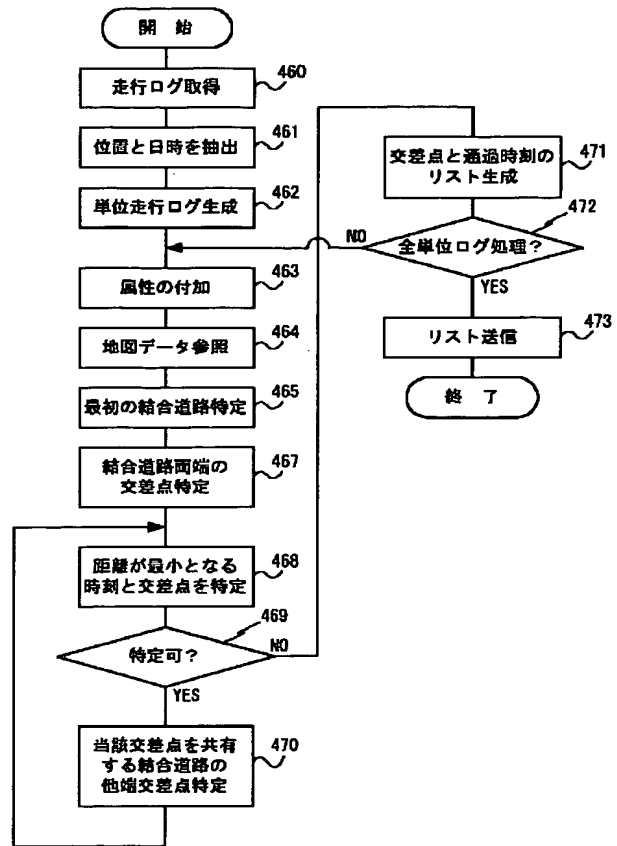 開 始
走行ログ取得
460
位置と日時を抽出
461
単位走行ログ生成
462
属性の付加
463
地図データ参照
464
最初の結合道路特定
465
結合道路両端の
交差点特定
467
距離が最小となる
時刻と交差点を特定
468
特定可?
469
NO
YES
当該交差点を共有
する結合道路の
他端交差点特定
470
交差点と通過時刻の
リスト生成
471
全単位ログ処理?
472
NO
YES
リスト送信
473
終 了